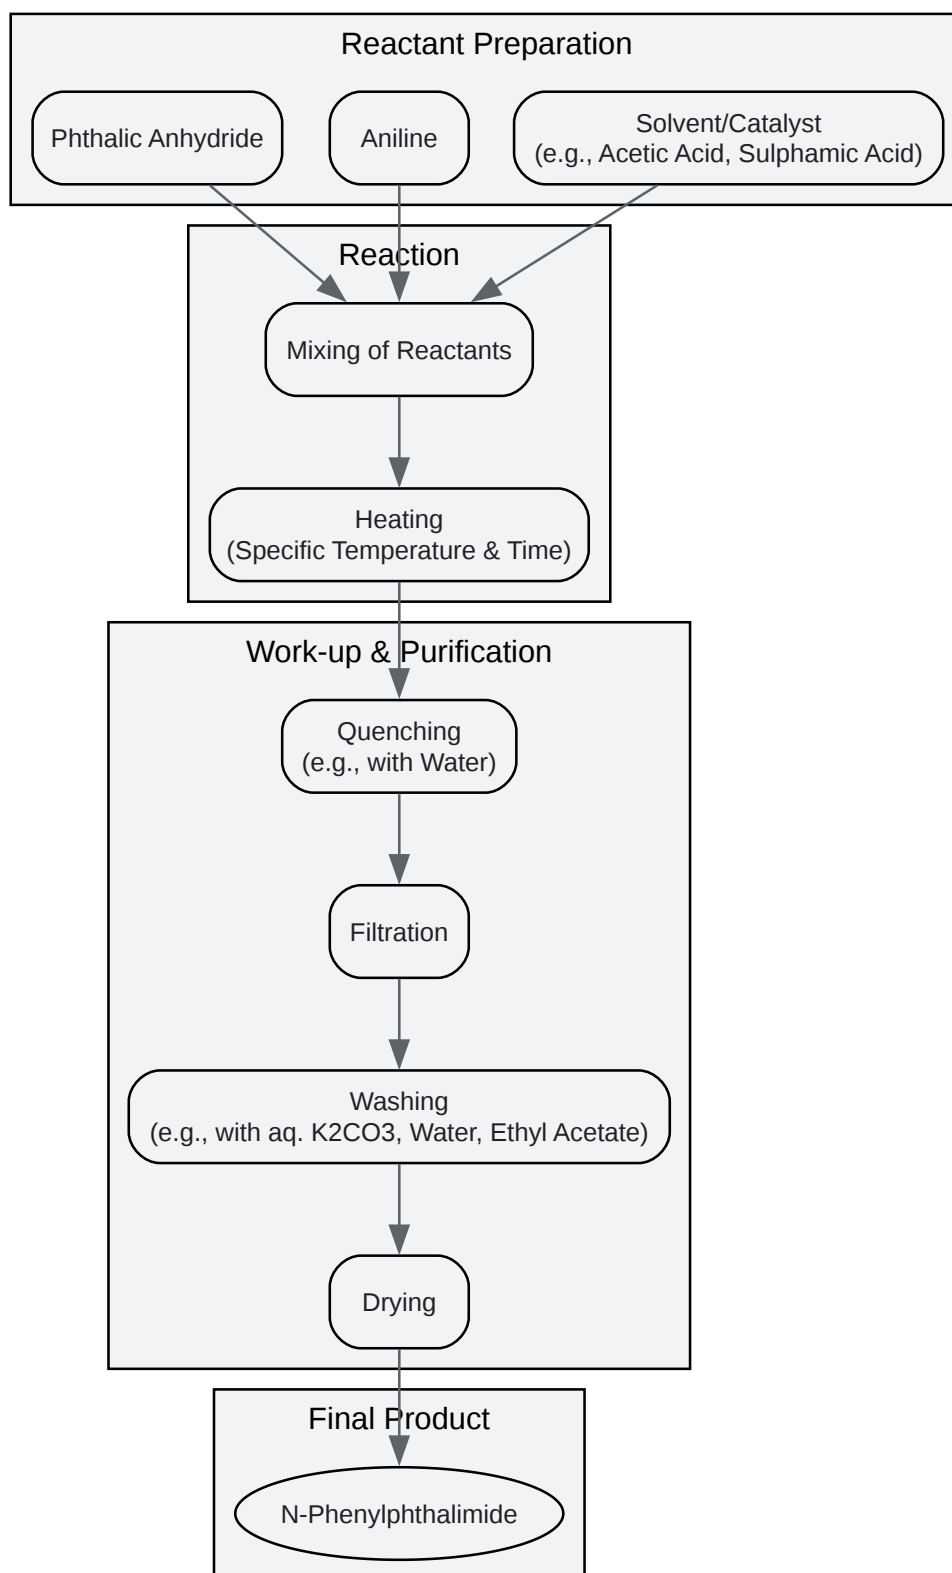 Reactant Preparation
Phthalic Anhydride
Aniline
Solvent/Catalyst
(e.g., Acetic Acid, Sulphamic Acid)
Reaction
Mixing of Reactants
Heating
(Specific Temperature & Time)
Work-up & Purification
Quenching
(e.g., with Water)
Filtration
Washing
(e.g., with aq. K2CO3, Water, Ethyl Acetate)
Drying
Final Product
N-Phenylphthalimide